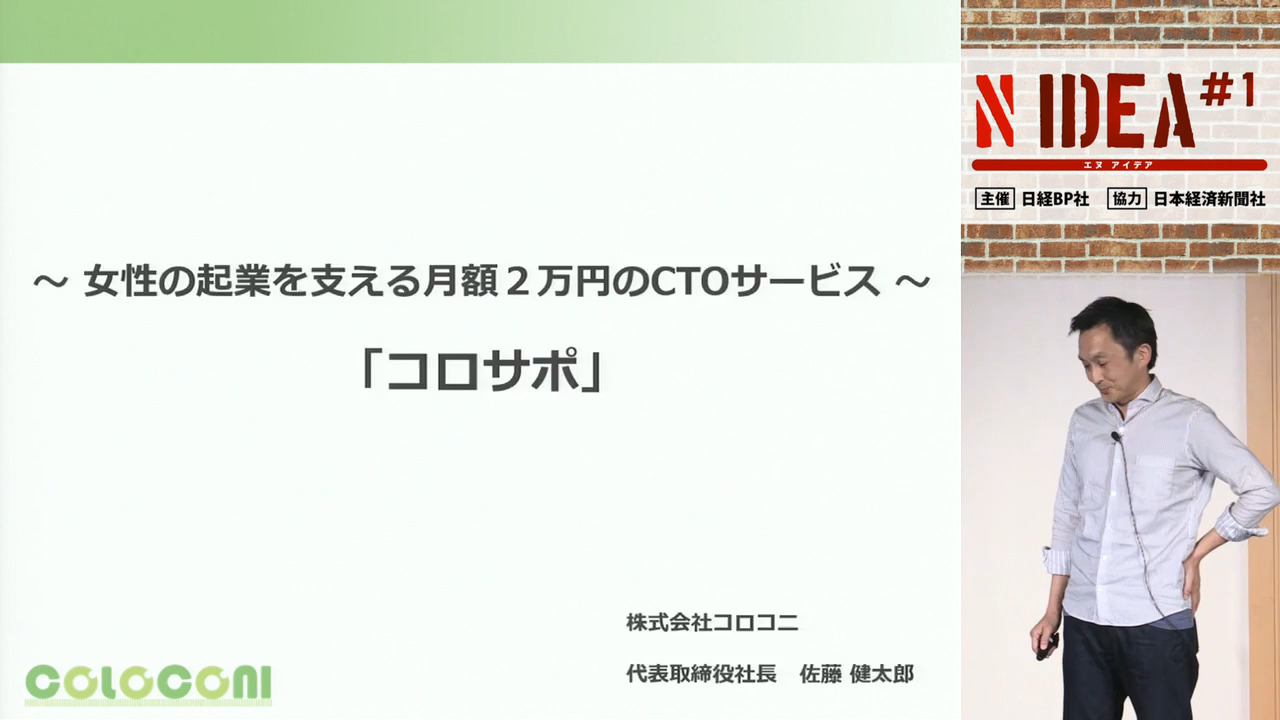 ～ 女性の起業を支える月額２万円のCTOサービス ～
「コロサポ」
株式会社コロコニ
代表取締役社長　佐藤 健太郎
COLOCONI
N IDEA #1
エヌ アイデア
主催 日経BP社 協力 日本経済新聞社